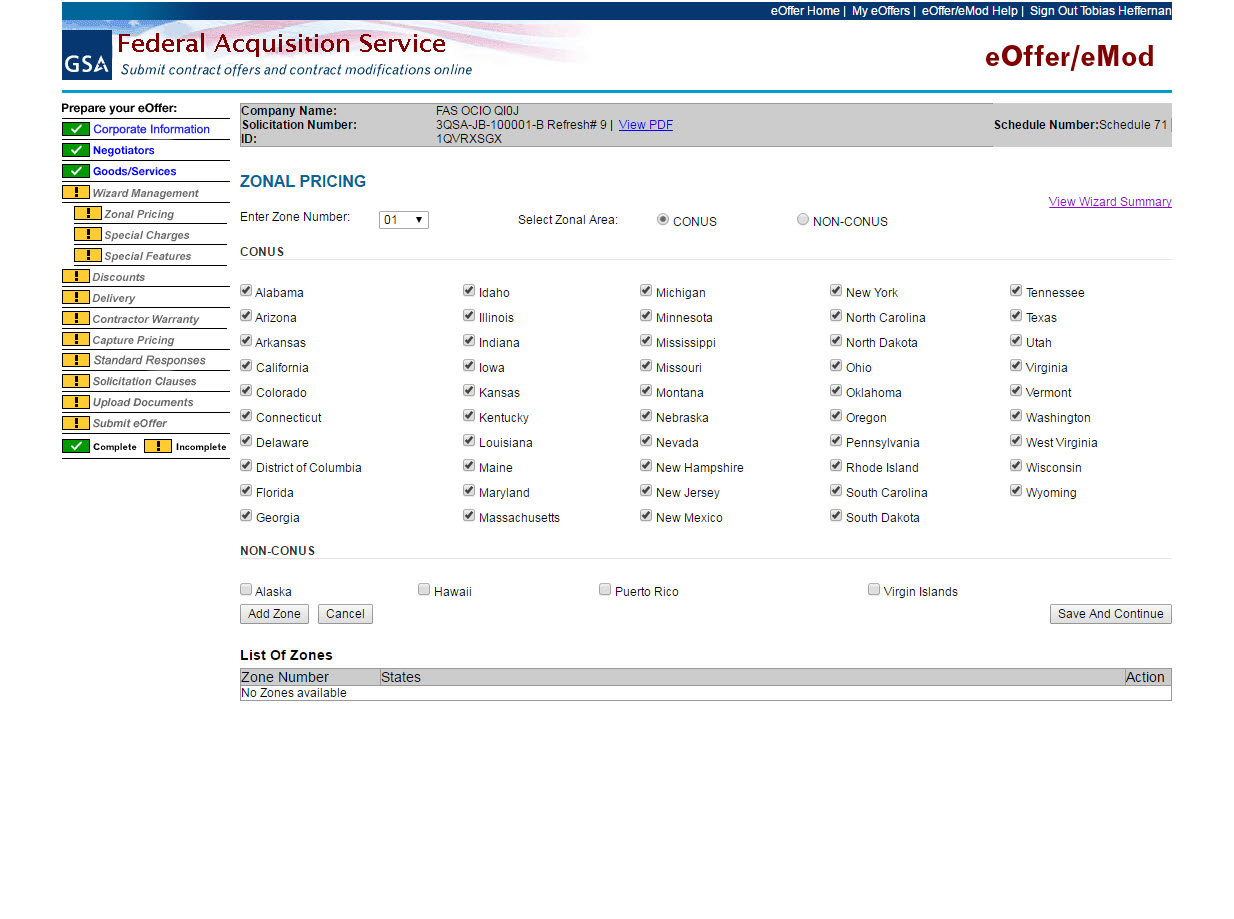 eOffer Home | My eOffers | eOffer/eMod Help | Sign Out Tobias Heffernan
GSA Federal Acquisition Service
Submit contract offers and contract modifications online
eOffer/eMod
Prepare your eOffer:
Corporate Information
Negotiators
Goods/Services
Wizard Management
Zonal Pricing
Special Charges
Special Features
Discounts
Delivery
Contractor Warranty
Capture Pricing
Standard Responses
Solicitation Clauses
Upload Documents
Submit eOffer
Complete Incomplete
Company Name: FAS OCIO QI0J
Solicitation Number: 3QSA-JB-100001-B Refresh# 9 | View PDF Schedule Number:Schedule 71
ID: 1QVRXSGX
ZONAL PRICING
View Wizard Summary
Enter Zone Number: 01 Select Zonal Area: CONUS NON-CONUS
CONUS
Alabama Idaho Michigan New York Tennessee
Arizona Illinois Minnesota North Carolina Texas
Arkansas Indiana Mississippi North Dakota Utah
California Iowa Missouri Ohio Virginia
Colorado Kansas Montana Oklahoma Vermont
Connecticut Kentucky Nebraska Oregon Washington
Delaware Louisiana Nevada Pennsylvania West Virginia
District of Columbia Maine New Hampshire Rhode Island Wisconsin
Florida Maryland New Jersey South Carolina Wyoming
Georgia Massachusetts New Mexico South Dakota
NON-CONUS
Alaska Hawaii Puerto Rico Virgin Islands
Add Zone Cancel Save And Continue
List Of Zones
Zone Number States Action
No Zones available